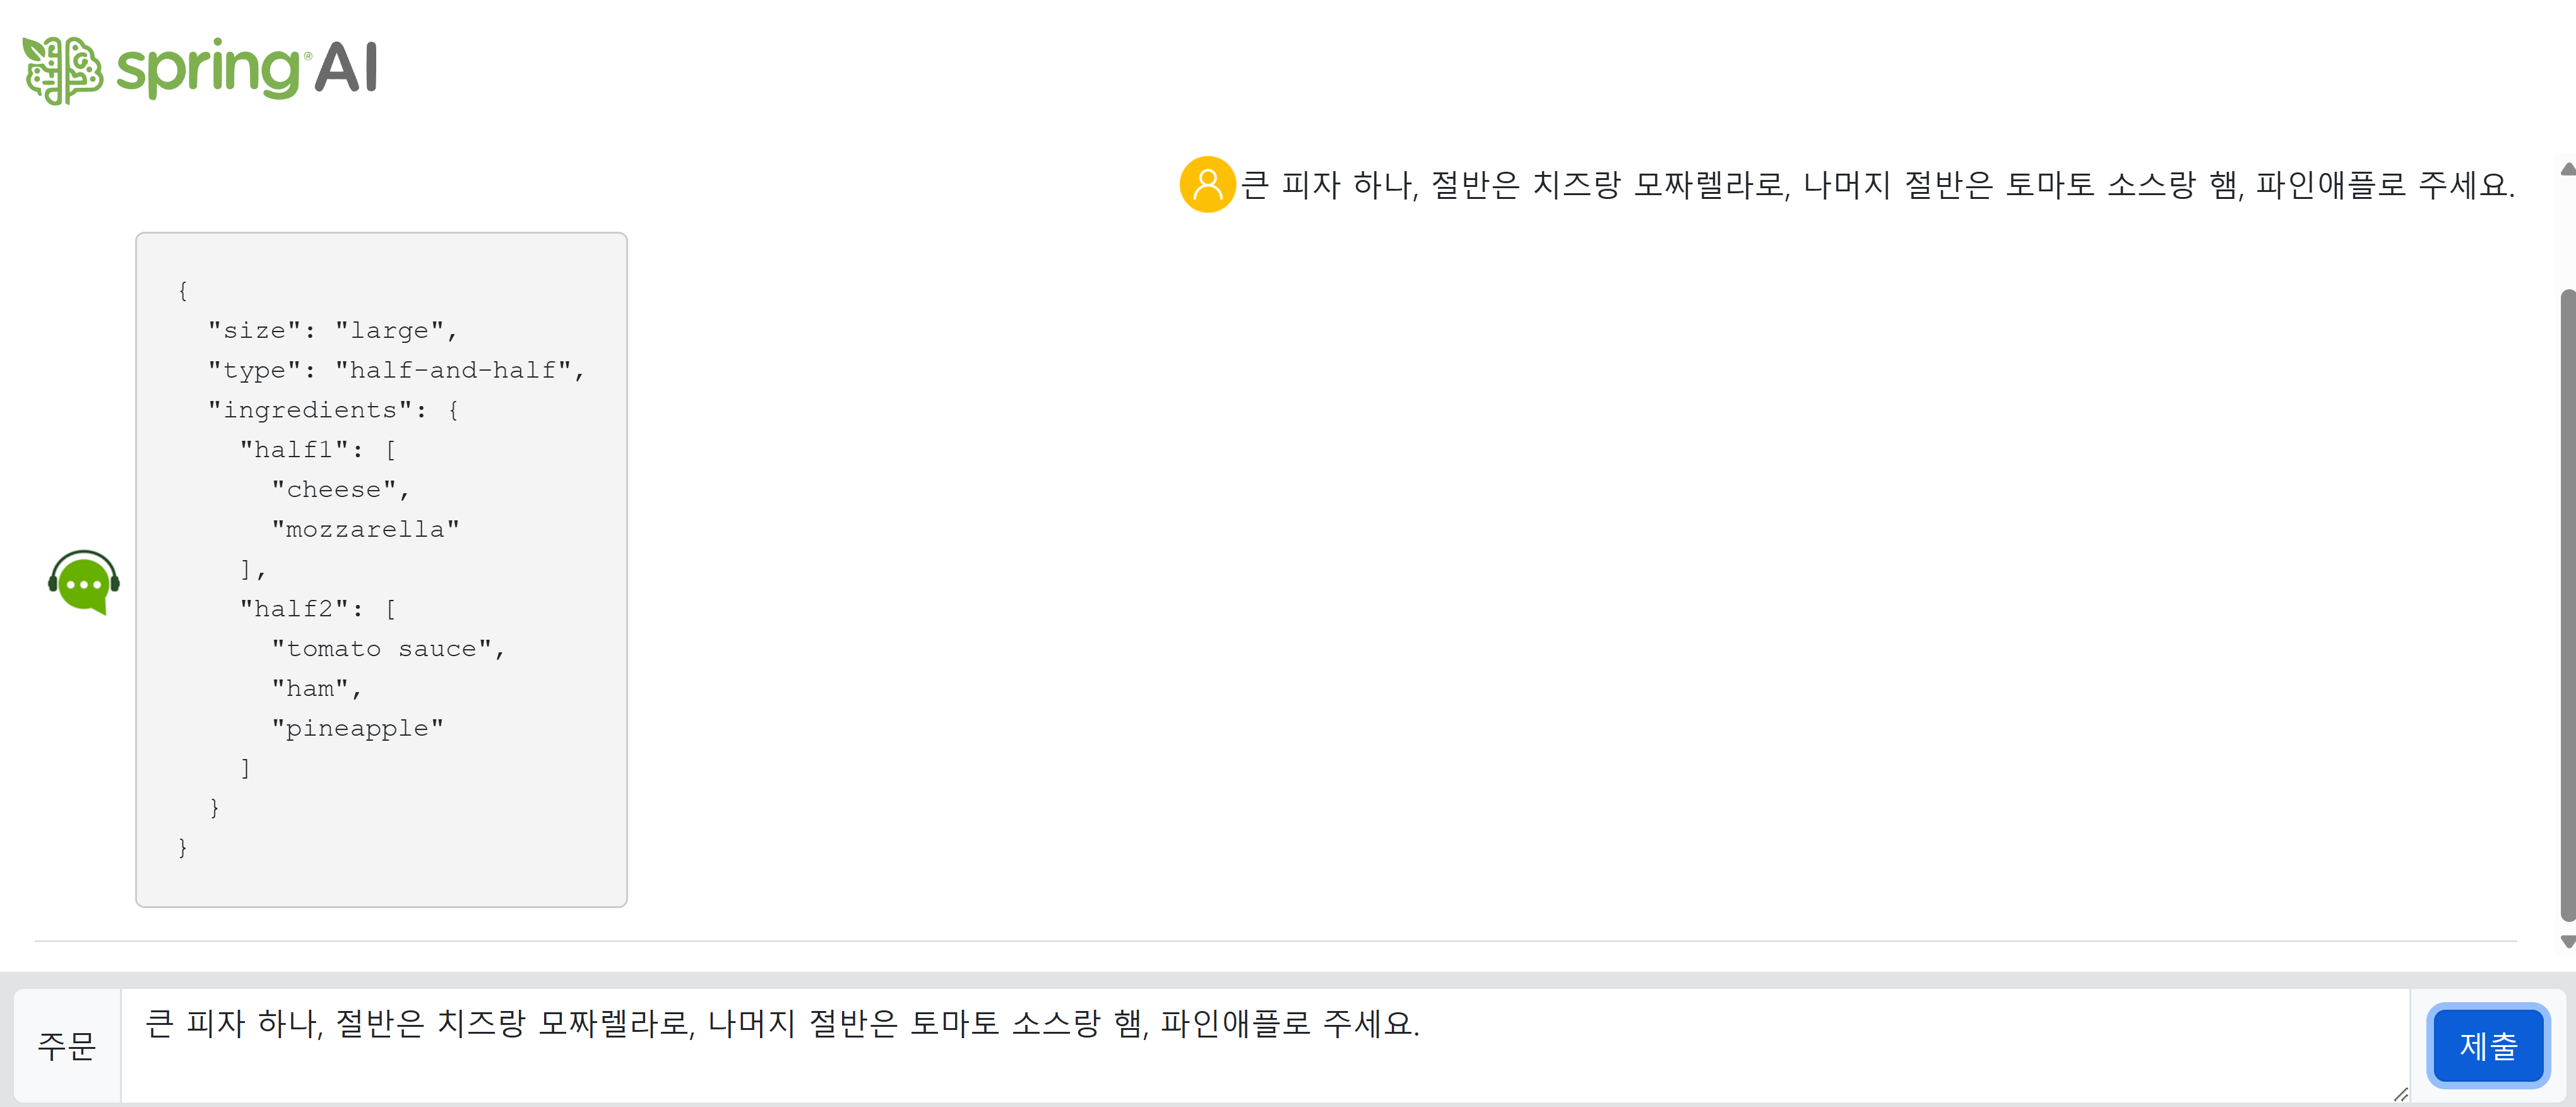 spring® AI
큰 피자 하나, 절반은 치즈랑 모짜렐라로, 나머지 절반은 토마토 소스랑 햄, 파인애플로 주세요.
{
  "size": "large",
  "type": "half-and-half",
  "ingredients": {
    "half1": [
      "cheese",
      "mozzarella"
    ],
    "half2": [
      "tomato sauce",
      "ham",
      "pineapple"
    ]
  }
}
주문
큰 피자 하나, 절반은 치즈랑 모짜렐라로, 나머지 절반은 토마토 소스랑 햄, 파인애플로 주세요.
제출